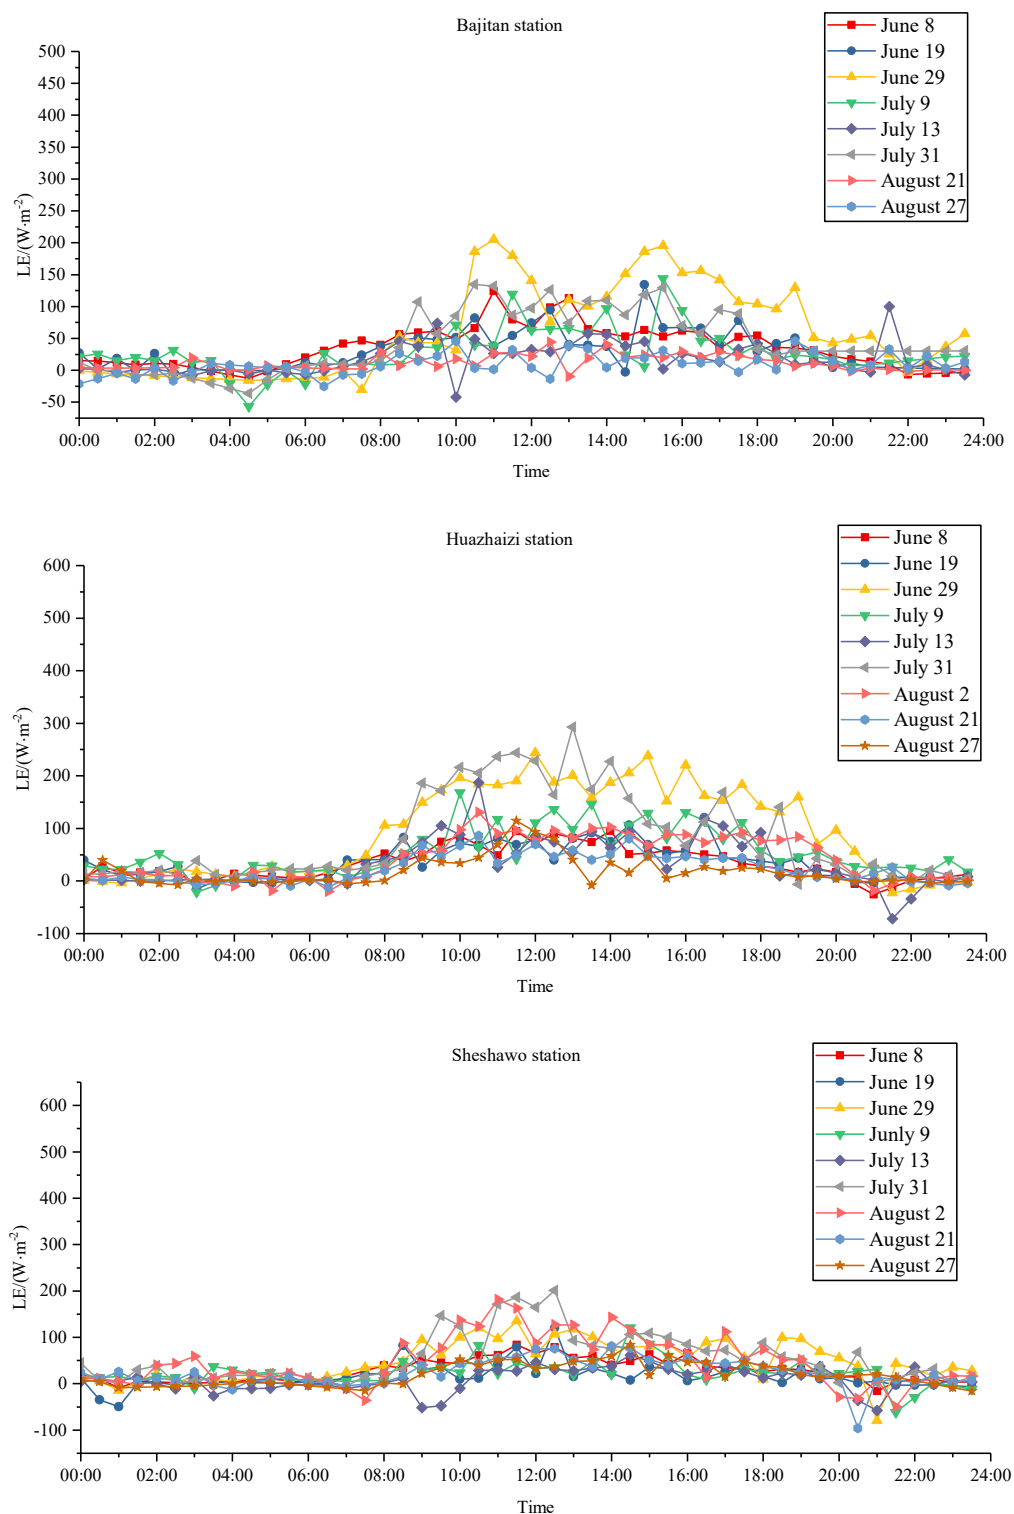 Bajitan station
June 8
June 19
June 29
July 9
July 13
July 31
August 21
August 27
LE/(W·m-2)
500
450
400
350
300
250
200
150
100
50
0
-50
00:00 02:00 04:00 06:00 08:00 10:00 12:00 14:00 16:00 18:00 20:00 22:00 24:00
Time
Huazhaizi station
June 8
June 19
June 29
July 9
July 13
July 31
August 2
August 21
August 27
LE/(W·m-2)
600
500
400
300
200
100
0
-100
00:00 02:00 04:00 06:00 08:00 10:00 12:00 14:00 16:00 18:00 20:00 22:00 24:00
Time
Sheshawo station
June 8
June 19
June 29
Junly 9
July 13
July 31
August 2
August 21
August 27
LE/(W·m-2)
600
500
400
300
200
100
0
-100
00:00 02:00 04:00 06:00 08:00 10:00 12:00 14:00 16:00 18:00 20:00 22:00 24:00
Time